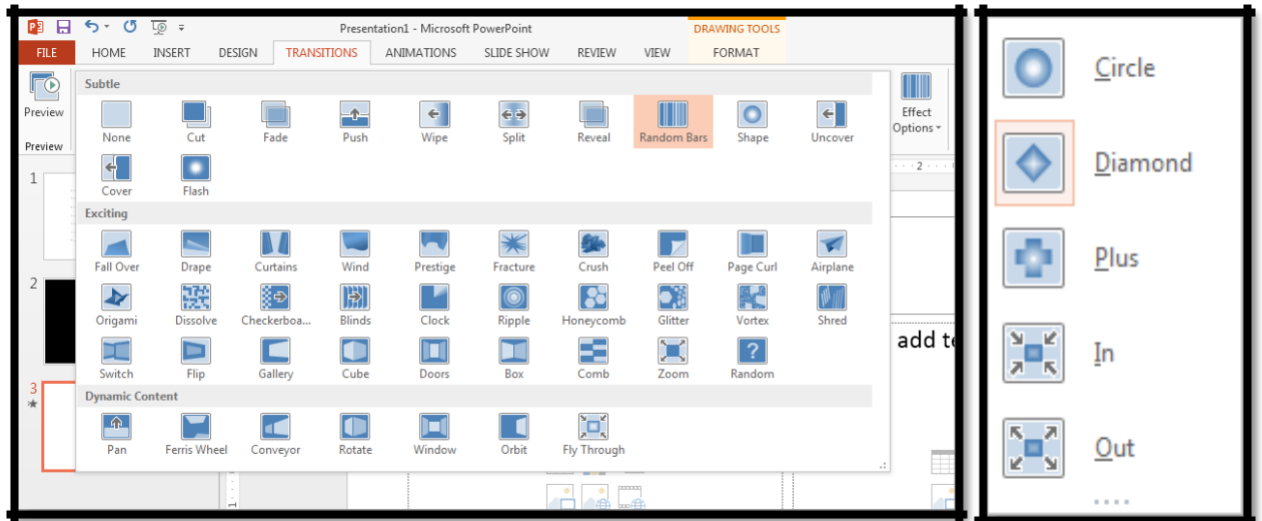 Presentation1 - Microsoft PowerPoint
DRAWING TOOLS
FILE HOME INSERT DESIGN TRANSITIONS ANIMATIONS SLIDE SHOW REVIEW VIEW FORMAT
Preview
Preview
Subtle
None Cut Fade Push Wipe Split Reveal Random Bars Shape Uncover
Cover Flash
Exciting
Fall Over Drape Curtains Wind Prestige Fracture Crush Peel Off Page Curl Airplane
Origami Dissolve Checkerboa... Blinds Clock Ripple Honeycomb Glitter Vortex Shred
Switch Flip Gallery Cube Doors Box Comb Zoom Random
Dynamic Content
Pan Ferris Wheel Conveyor Rotate Window Orbit Fly Through
Effect
Options
2
1
2
3
add te
Circle
Diamond
Plus
In
Out